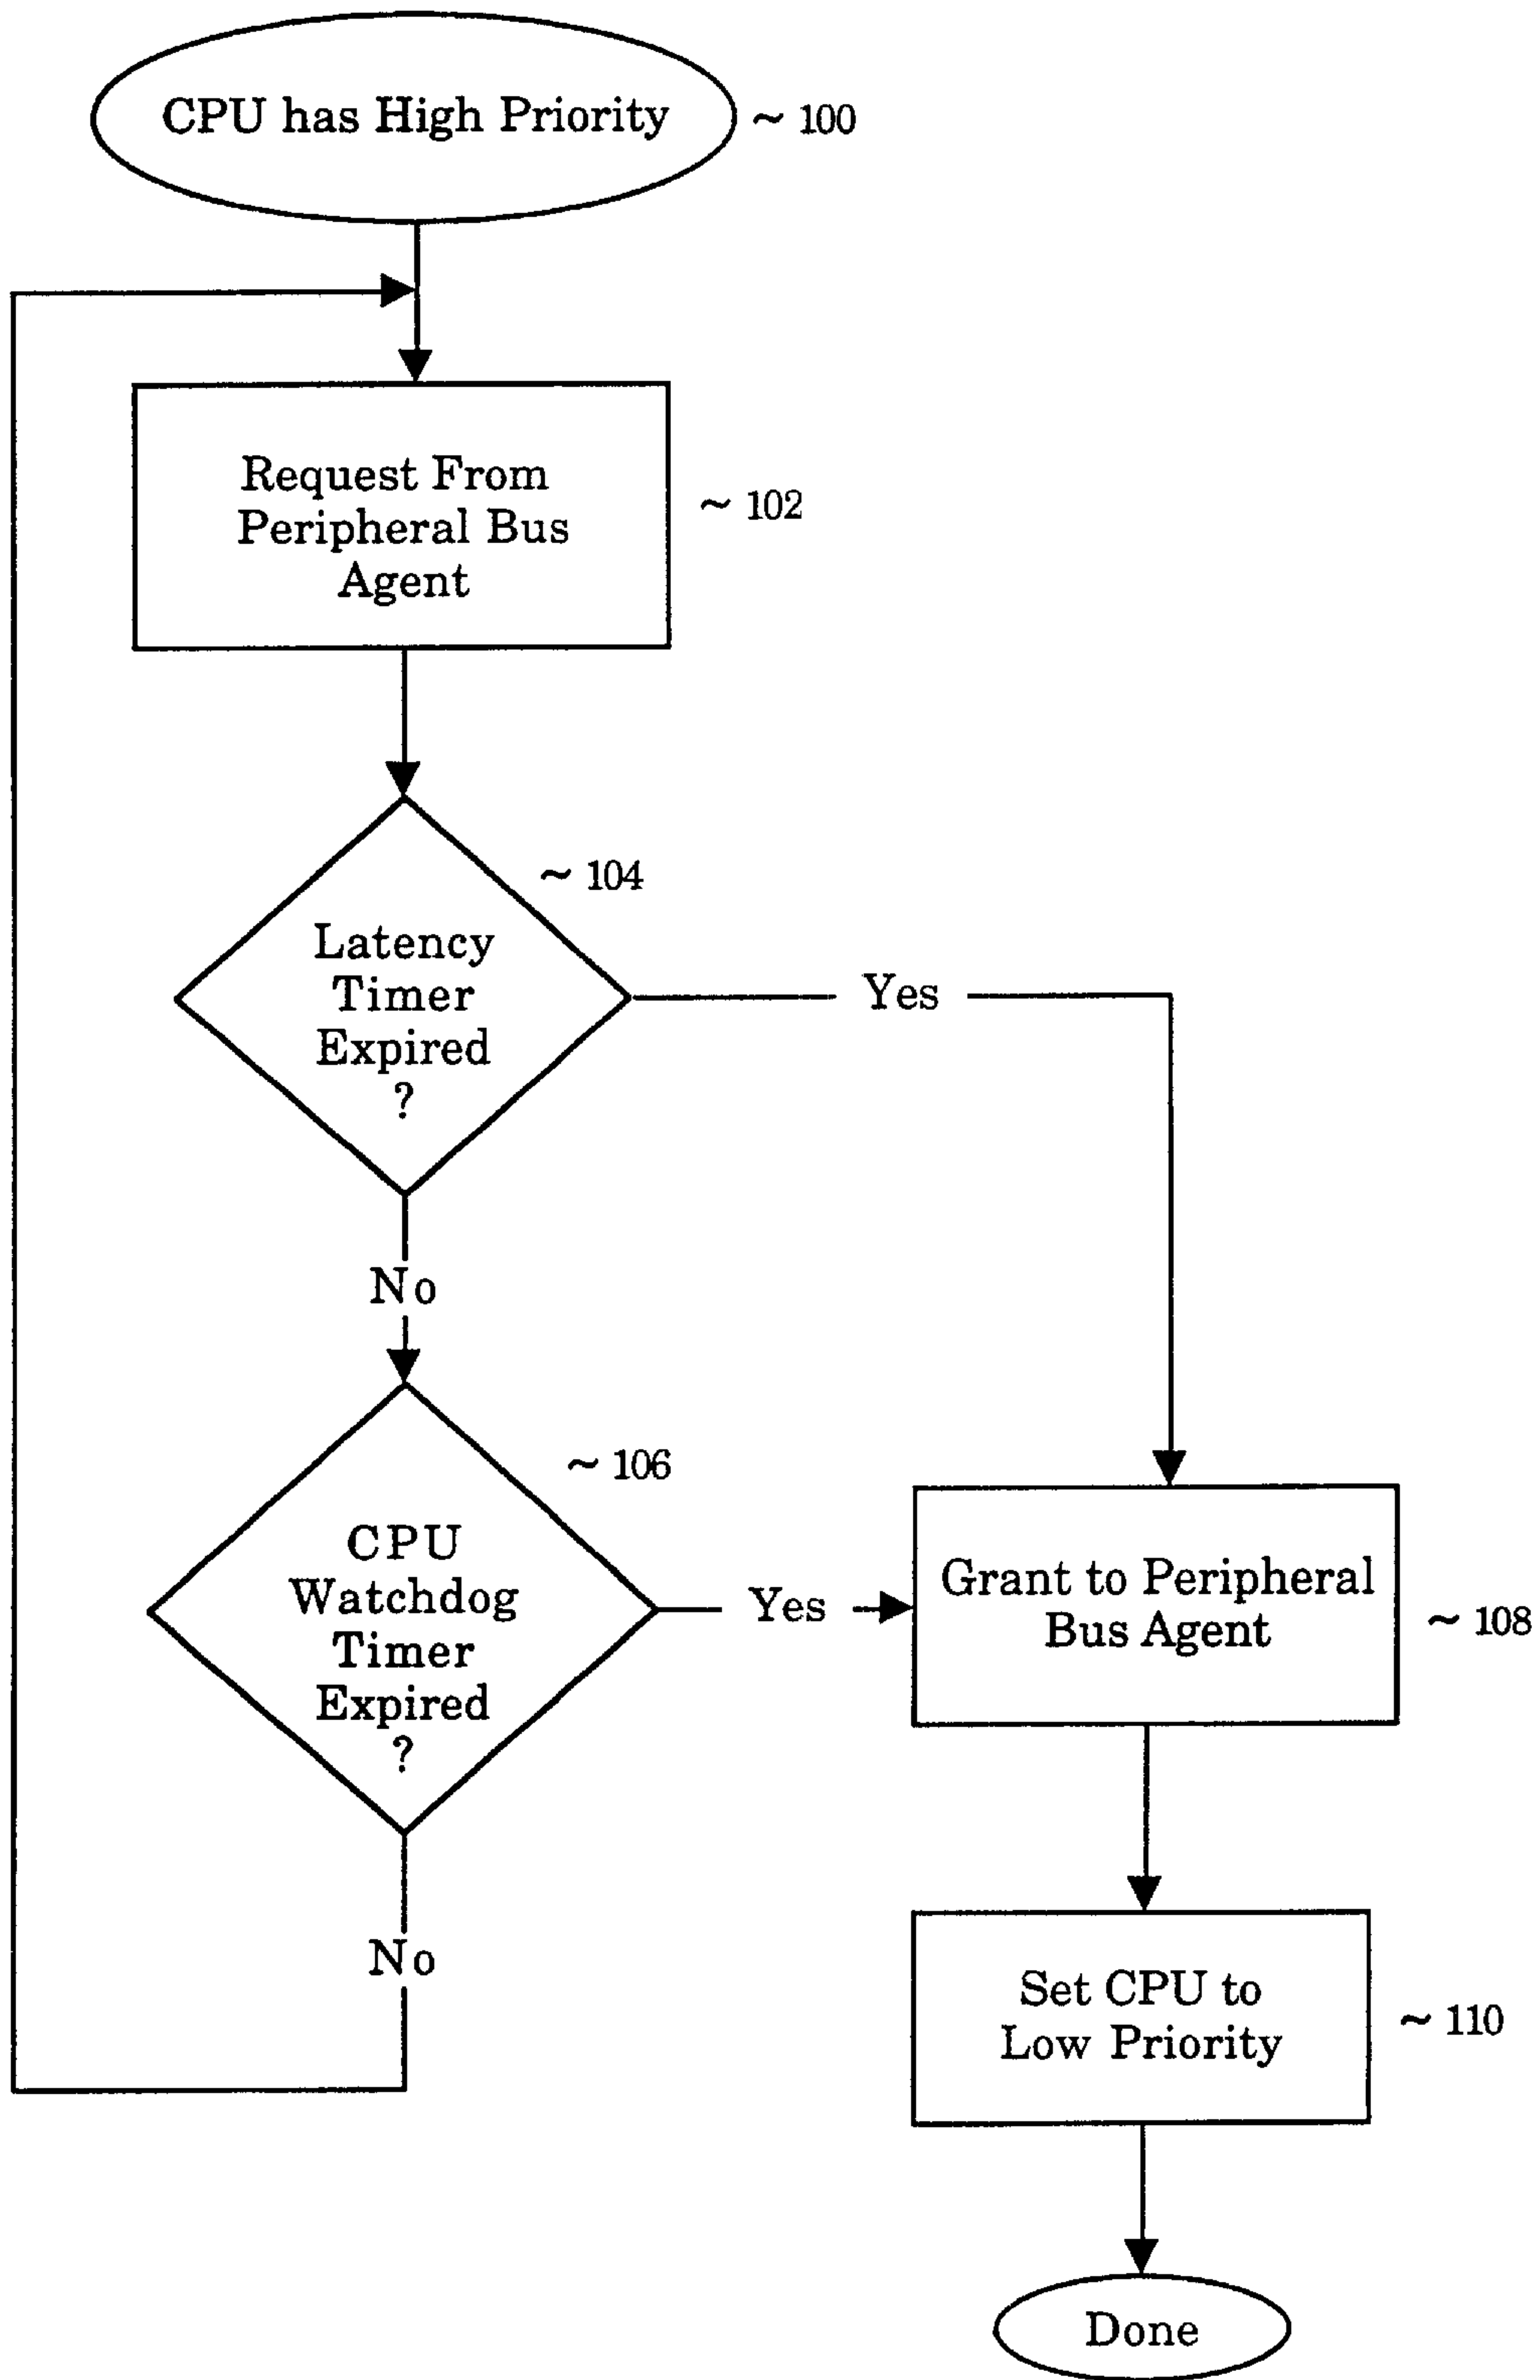 CPU has High Priority
~ 100
Request From
Peripheral Bus
Agent
~ 102
~ 104
Latency
Timer
Expired
?
Yes
No
~ 106
CPU
Watchdog
Timer
Expired
?
Yes
Grant to Peripheral
Bus Agent
~ 108
No
Set CPU to
Low Priority
~ 110
Done